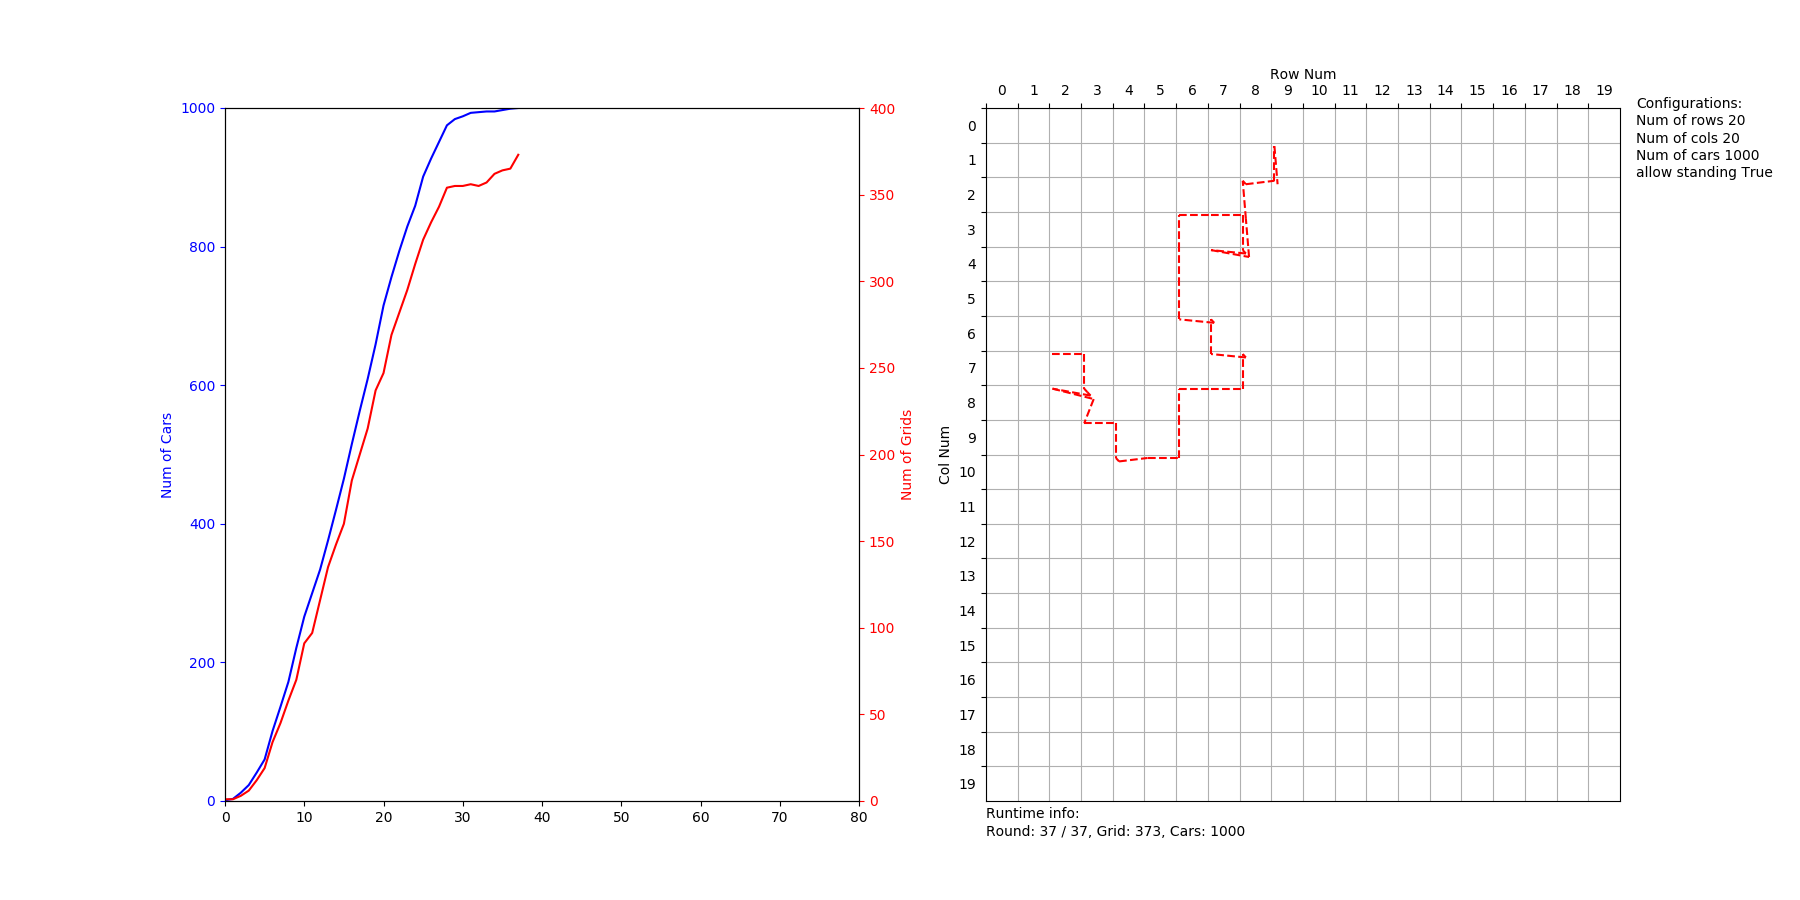 Row Num
0 1 2 3 4 5 6 7 8 9 10 11 12 13 14 15 16 17 18 19
Configurations:
Num of rows 20
Num of cols 20
Num of cars 1000
allow standing True
1000
800
600
400
200
0
Num of Cars
0 10 20 30 40 50 60 70 80
400
350
300
250
200
150
100
50
0
Num of Grids
Col Num
0
1
2
3
4
5
6
7
8
9
10
11
12
13
14
15
16
17
18
19
Runtime info:
Round: 37 / 37, Grid: 373, Cars: 1000